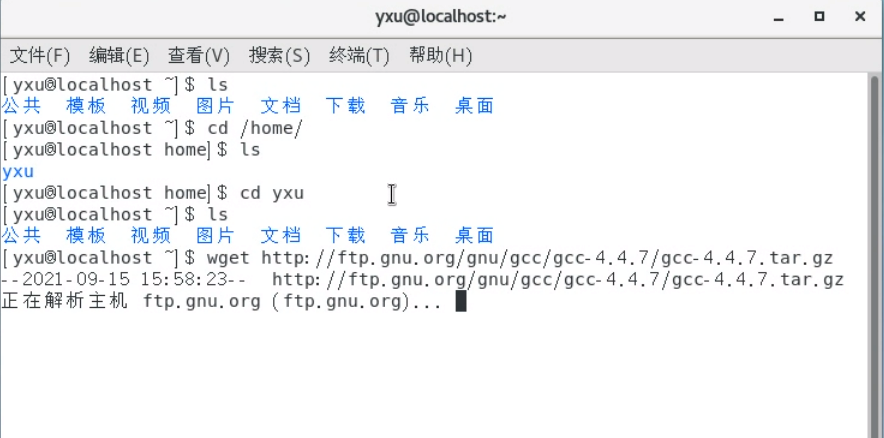 yxu@localhost:~
文件(F) 编辑(E) 查看(V) 搜索(S) 终端(T) 帮助(H)
[yxu@localhost ~]$ ls
公共 模板 视频 图片 文档 下载 音乐 桌面
[yxu@localhost ~]$ cd /home/
[yxu@localhost home]$ ls
yxu
[yxu@localhost home]$ cd yxu
[yxu@localhost ~]$ ls
公共 模板 视频 图片 文档 下载 音乐 桌面
[yxu@localhost ~]$ wget http://ftp.gnu.org/gnu/gcc/gcc-4.4.7/gcc-4.4.7.tar.gz
--2021-09-15 15:58:23--  http://ftp.gnu.org/gnu/gcc/gcc-4.4.7/gcc-4.4.7.tar.gz
正在解析主机 ftp.gnu.org (ftp.gnu.org)...